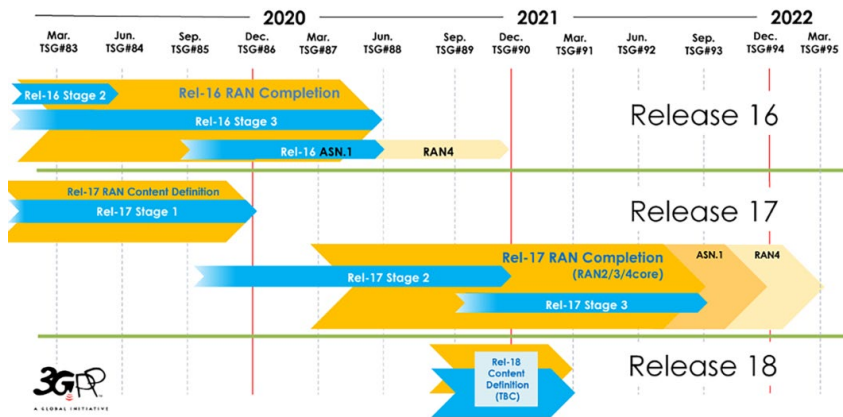 2020 2021 2022
Mar. Jun. Sep. Dec. Mar. Jun. Sep. Dec. Mar. Jun. Sep. Dec. Mar.
TSG#83 TSG#84 TSG#85 TSG#86 TSG#87 TSG#88 TSG#89 TSG#90 TSG#91 TSG#92 TSG#93 TSG#94 TSG#95
Rel-16 Stage 2
Rel-16 RAN Completion
Rel-16 Stage 3
Release 16
Rel-16 ASN.1
RAN4
Rel-17 RAN Content Definition
Rel-17 Stage 1
Release 17
Rel-17 RAN Completion
(RAN2/3/4core)
ASN.1
RAN4
Rel-17 Stage 2
Rel-17 Stage 3
Rel-18
Content
Definition
(TBC)
Release 18
3GPP
A GLOBAL INITIATIVE